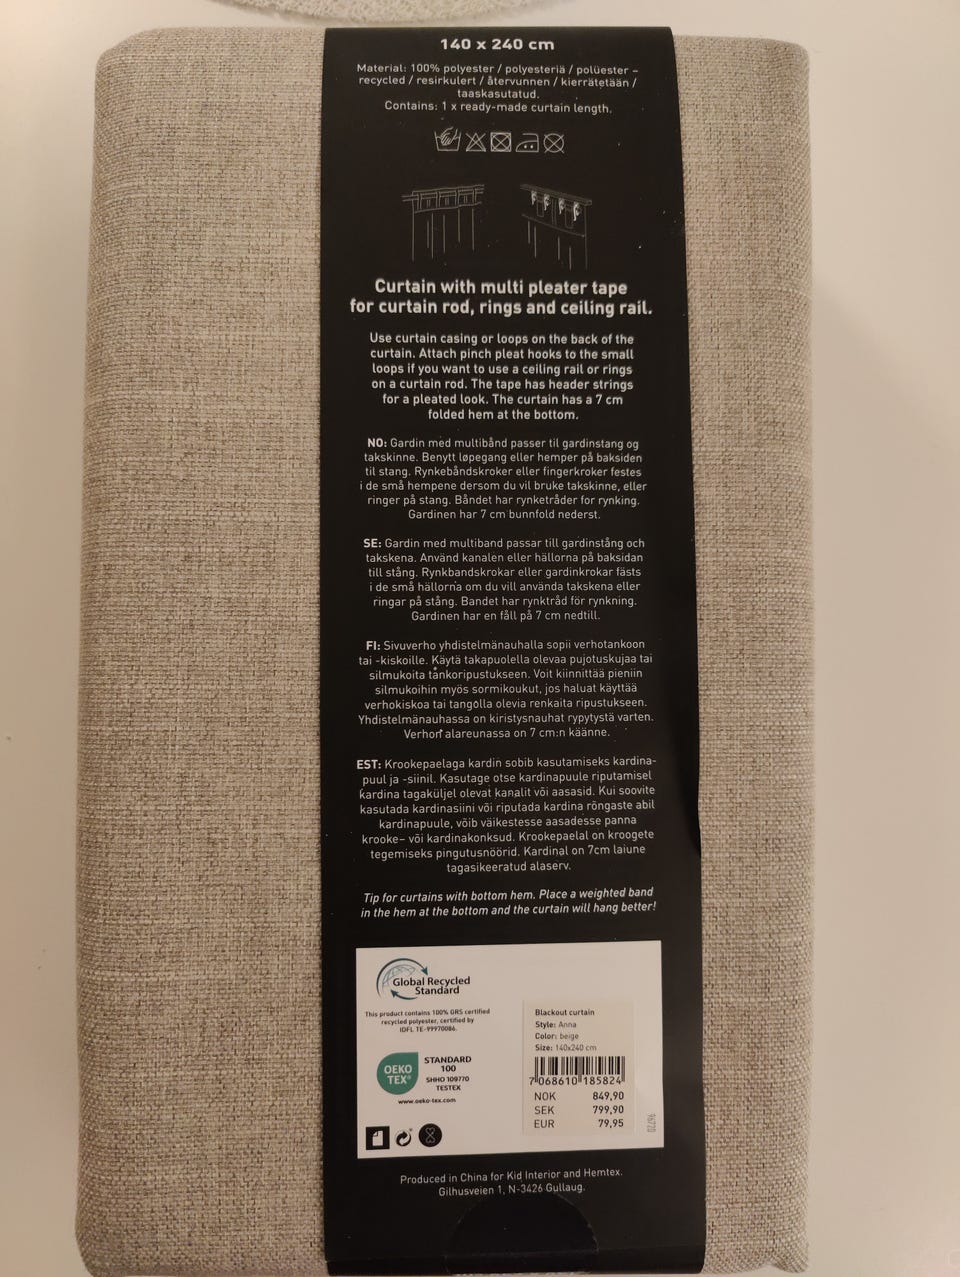 140 x 240 cm
Material: 100% polyester / polyesteriä / polüester –
recycled / resirkulert / återvunnen / kierrätetään /
taaskasutatud.
Contains: 1 x ready-made curtain length.
Curtain with multi pleater tape
for curtain rod, rings and ceiling rail.
Use curtain casing or loops on the back of the
curtain. Attach pinch pleat hooks to the small
loops if you want to use a ceiling rail or rings
on a curtain rod. The tape has header strings
for a pleated look. The curtain has a 7 cm
folded hem at the bottom.
NO: Gardin med multibånd passer til gardinstang og
takskinne. Benytt løpegang eller hemper på baksiden
til stang. Rynkebåndskroker eller fingerkroker festes
i de små hempene dersom du vil bruke takskinne, eller
ringer på stang. Båndet har rynketråder for rynking.
Gardinen har 7 cm bunnfold nederst.
SE: Gardin med multiband passar till gardinstång och
takskena. Använd kanalen eller hällorna på baksidan
till stång. Rynkbandskrokar eller gardinkrokar fästs
i de små hällorna om du vill använda takskena eller
ringar på stång. Bandet har rynktråd för rynkning.
Gardinen har en fåll på 7 cm nedtill.
FI: Sivuverho yhdistelmänauhalla sopii verhotankoon
tai -kiskoille. Käytä takapuolella olevaa pujotuskujaa tai
silmukoita tankoripustukseen. Voit kiinnittää pieniin
silmukoihin myös sormikoukut, jos haluat käyttää
verhokiskoa tai tangolla olevia renkaita ripustukseen.
Yhdistelmänauhassa on kiristysnauhat rypytystä varten.
Verhon alareunassa on 7 cm:n käänne.
EST: Krookepaelaga kardin sobib kasutamiseks kardina-
puul ja -siinil. Kasutage otse kardinapuule riputamisel
kardina tagaküljel olevat kanalit või aasasid. Kui soovite
kasutada kardinasiini või riputada kardina rõngaste abil
kardinapuule, võib väikestesse aasadesse panna
krooke– või kardinakonksud. Krookepaelal on kroogete
tegemiseks pingutusnöörid. Kardinal on 7cm laiune
tagasikeeratud alaserv.
Tip for curtains with bottom hem. Place a weighted band
in the hem at the bottom and the curtain will hang better!
Global Recycled
Standard
This product contains 100% GRS certified
recycled polyester, certified by
IDFL TE-99970086.
OEKO
TEX®
STANDARD
100
SHHO 109770
TESTEX
www.oeko-tex.com
Blackout curtain
Style: Anna
Color: beige
Size: 140x240 cm
7 068610 185824
NOK 849,90
SEK 799,90
EUR 79,95
96720
Produced in China for Kid Interior and Hemtex.
Gilhusveien 1, N-3426 Gullaug.